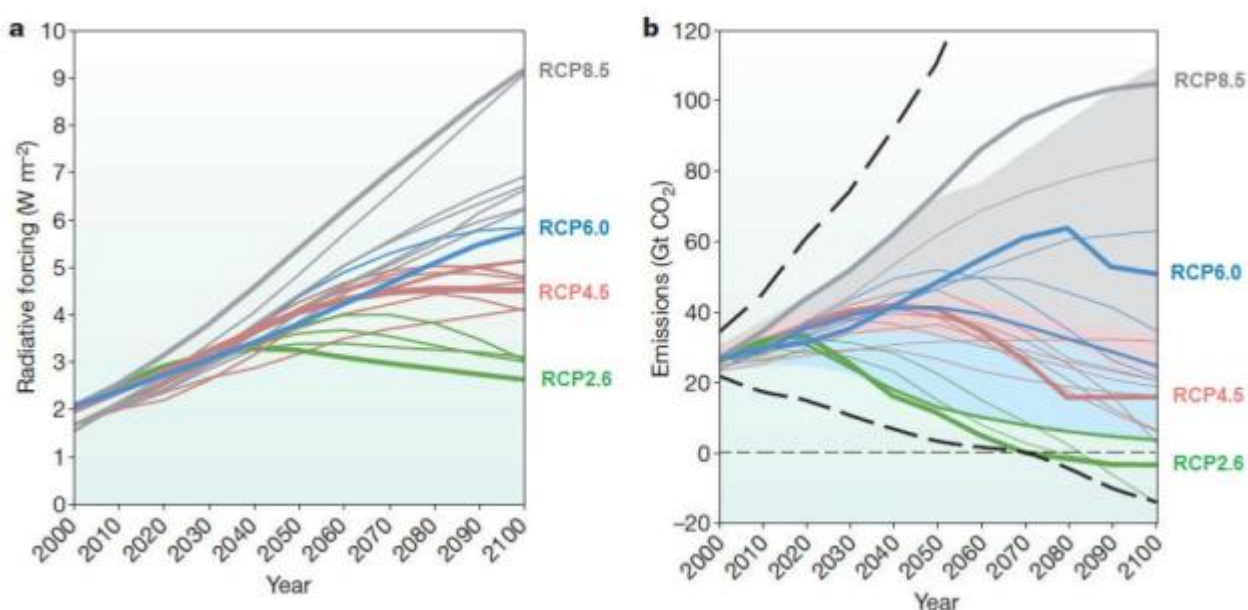 a
10
9
8
7
6
5
4
3
2
1
0
Radiative forcing (W m⁻²)
2000 2010 2020 2030 2040 2050 2060 2070 2080 2090 2100
Year
RCP8.5
RCP6.0
RCP4.5
RCP2.6
b
120
100
80
60
40
20
0
–20
Emissions (Gt CO₂)
2000 2010 2020 2030 2040 2050 2060 2070 2080 2090 2100
Year
RCP8.5
RCP6.0
RCP4.5
RCP2.6